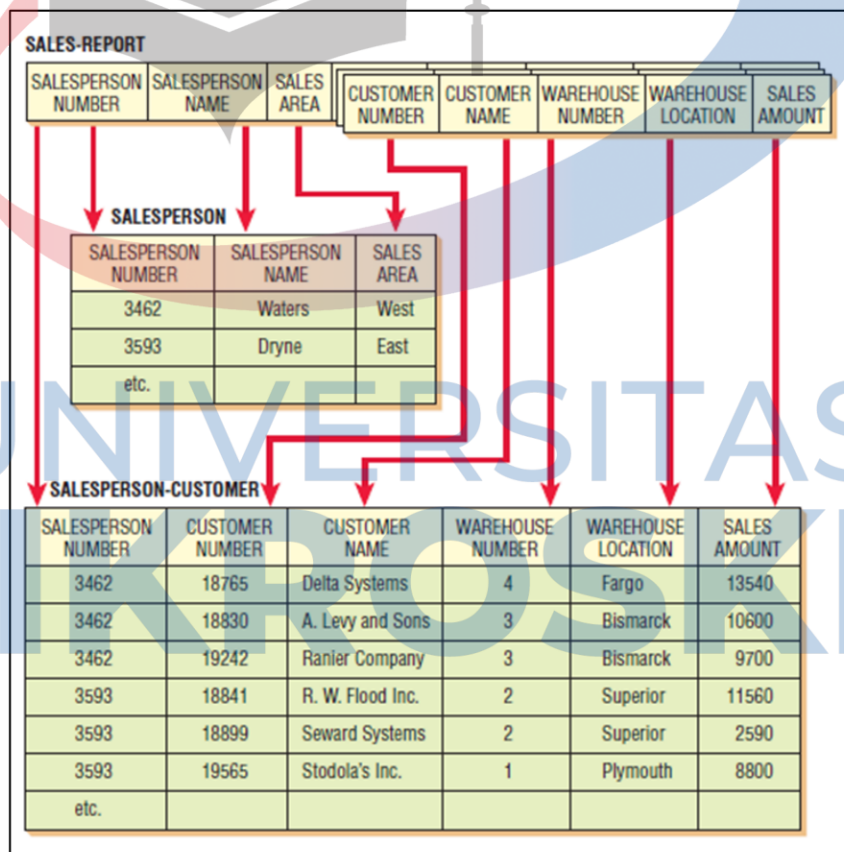 SALES-REPORT
SALESPERSON NUMBER SALESPERSON NAME SALES AREA CUSTOMER NUMBER CUSTOMER NAME WAREHOUSE NUMBER WAREHOUSE LOCATION SALES AMOUNT
SALESPERSON
SALESPERSON NUMBER SALESPERSON NAME SALES AREA
3462 Waters West
3593 Dryne East
etc.
UNIVERSITAS
SALESPERSON-CUSTOMER
SALESPERSON NUMBER CUSTOMER NUMBER CUSTOMER NAME WAREHOUSE NUMBER WAREHOUSE LOCATION SALES AMOUNT
3462 18765 Delta Systems 4 Fargo 13540
3462 18830 A. Levy and Sons 3 Bismarck 10600
3462 19242 Ranier Company 3 Bismarck 9700
3593 18841 R. W. Flood Inc. 2 Superior 11560
3593 18899 Seward Systems 2 Superior 2590
3593 19565 Stodola's Inc. 1 Plymouth 8800
etc.